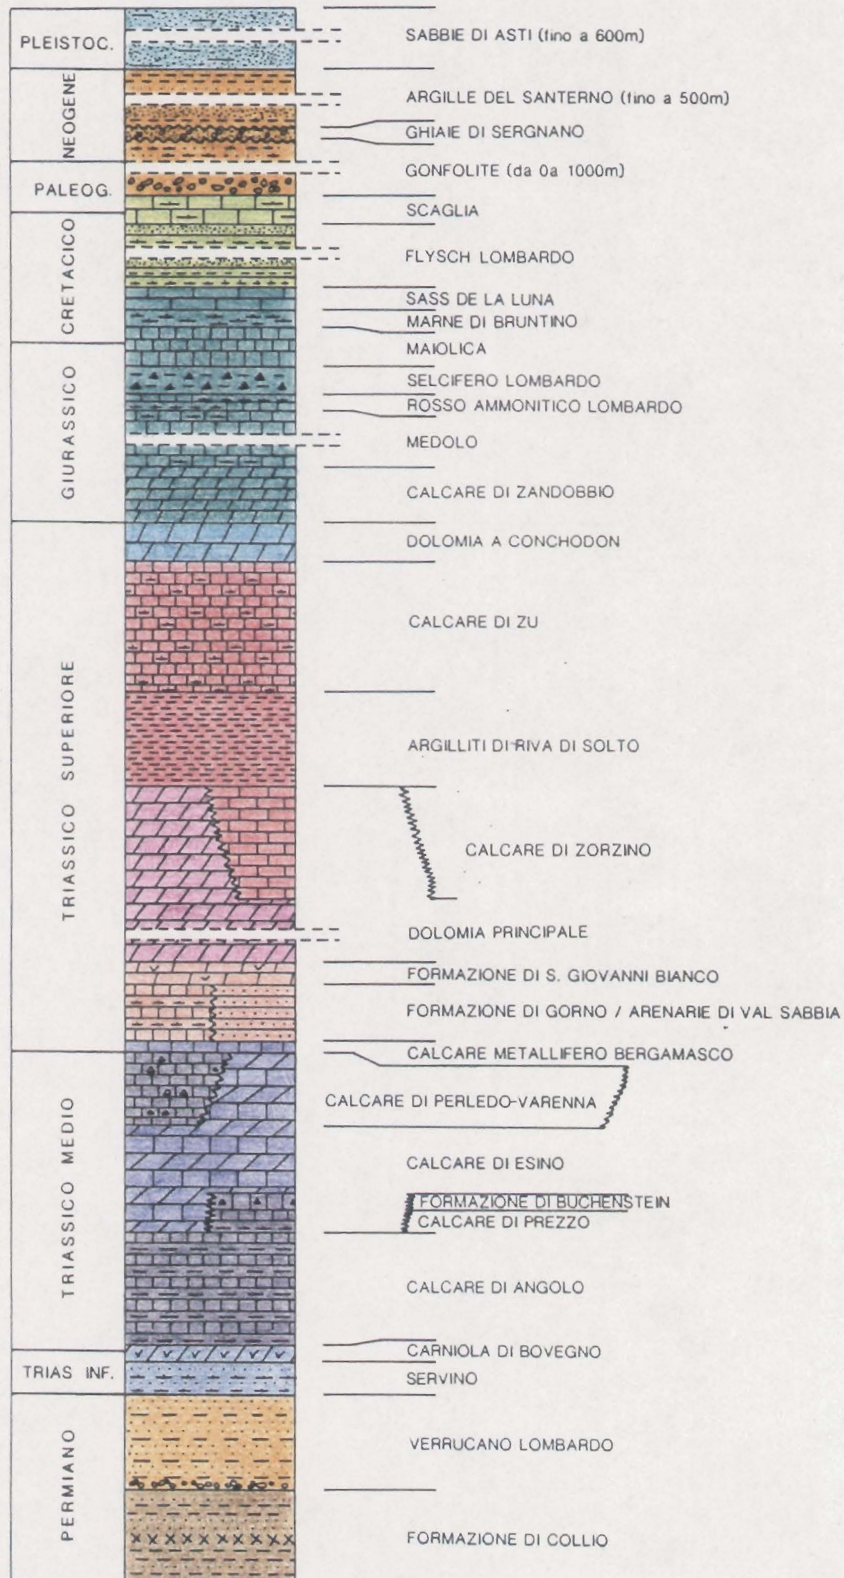 PLEISTOC.
SABBIE DI ASTI (fino a 600m)
NEOGENE
ARGILLE DEL SANTERNO (fino a 500m)
GHIAIE DI SERGNANO
GONFOLITE (da 0a 1000m)
PALEOG.
SCAGLIA
CRETACICO
FLYSCH LOMBARDO
SASS DE LA LUNA
MARNE DI BRUNTINO
MAIOLICA
GIURASSICO
SELCIFERO LOMBARDO
ROSSO AMMONITICO LOMBARDO
MEDOLO
CALCARE DI ZANDOBBIO
TRIASSICO SUPERIORE
DOLOMIA A CONCHODON
CALCARE DI ZU
ARGILLITI DI RIVA DI SOLTO
CALCARE DI ZORZINO
DOLOMIA PRINCIPALE
FORMAZIONE DI S. GIOVANNI BIANCO
FORMAZIONE DI GORNO / ARENARIE DI VAL SABBIA
CALCARE METALLIFERO BERGAMASCO
TRIASSICO MEDIO
CALCARE DI PERLEDO-VARENNA
CALCARE DI ESINO
FORMAZIONE DI BUCHENSTEIN
CALCARE DI PREZZO
CALCARE DI ANGOLO
CARNIOLA DI BOVEGNO
TRIAS INF.
SERVINO
PERMIANO
VERRUCANO LOMBARDO
FORMAZIONE DI COLLIO